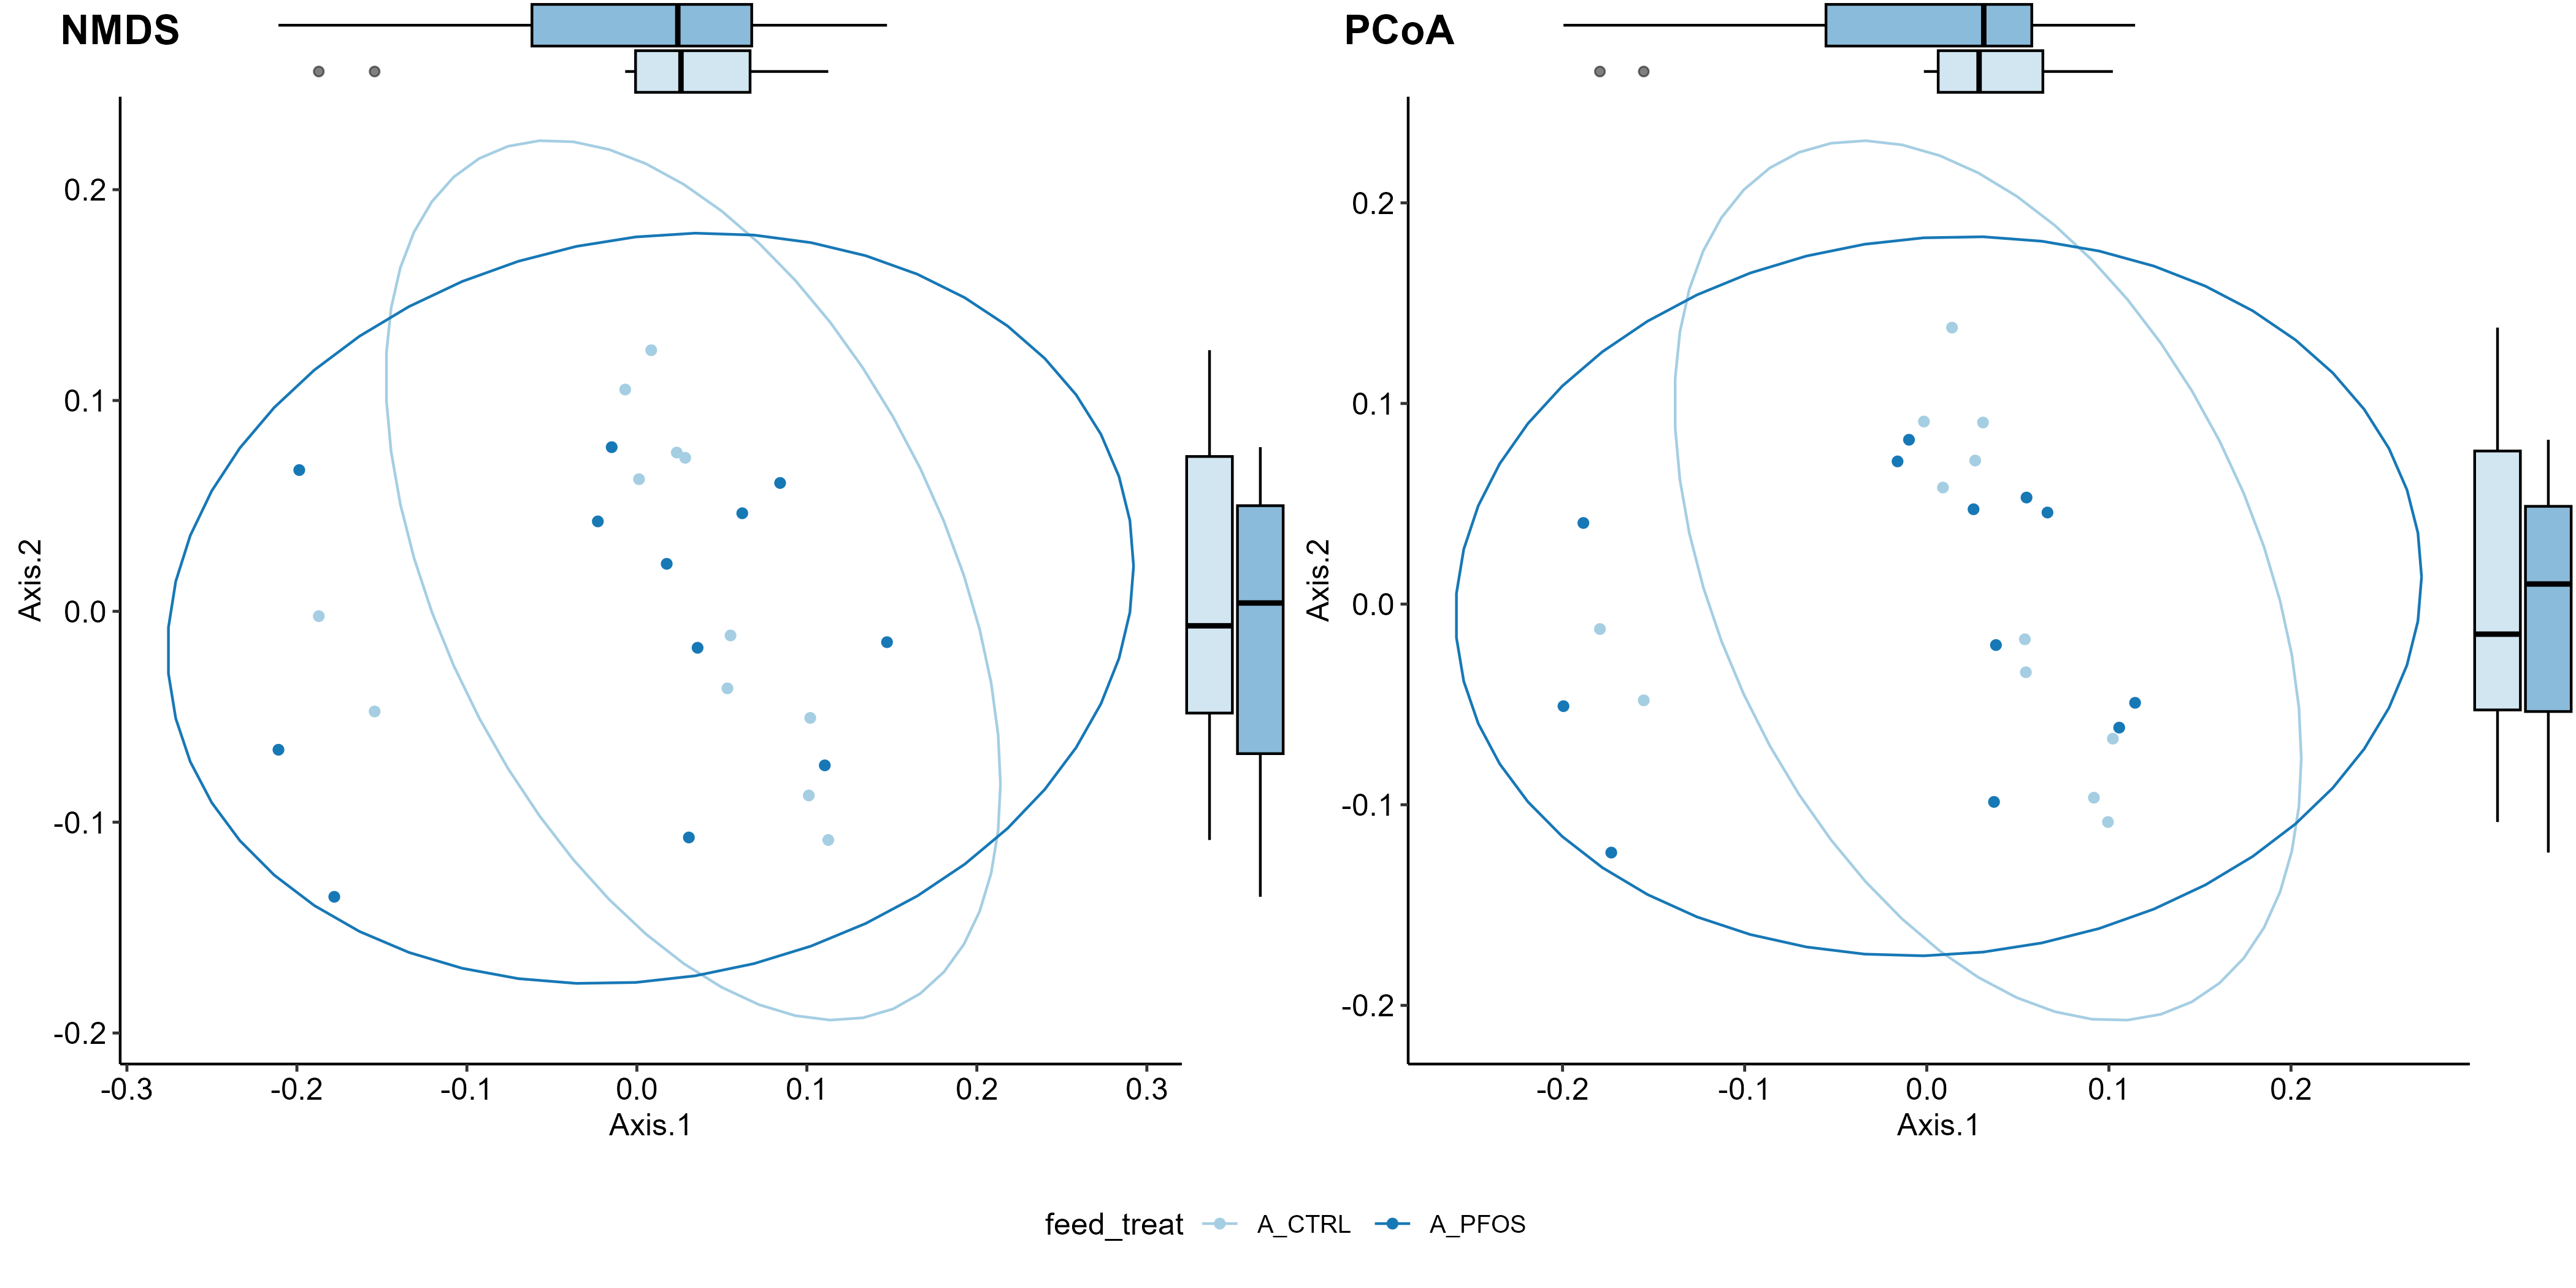 NMDS
PCoA
0.2
0.1
0.0
-0.1
-0.2
Axis.2
-0.3 -0.2 -0.1 0.0 0.1 0.2 0.3
Axis.1
0.2
0.1
0.0
-0.1
-0.2
Axis.2
-0.2 -0.1 0.0 0.1 0.2
Axis.1
feed_treat A_CTRL A_PFOS